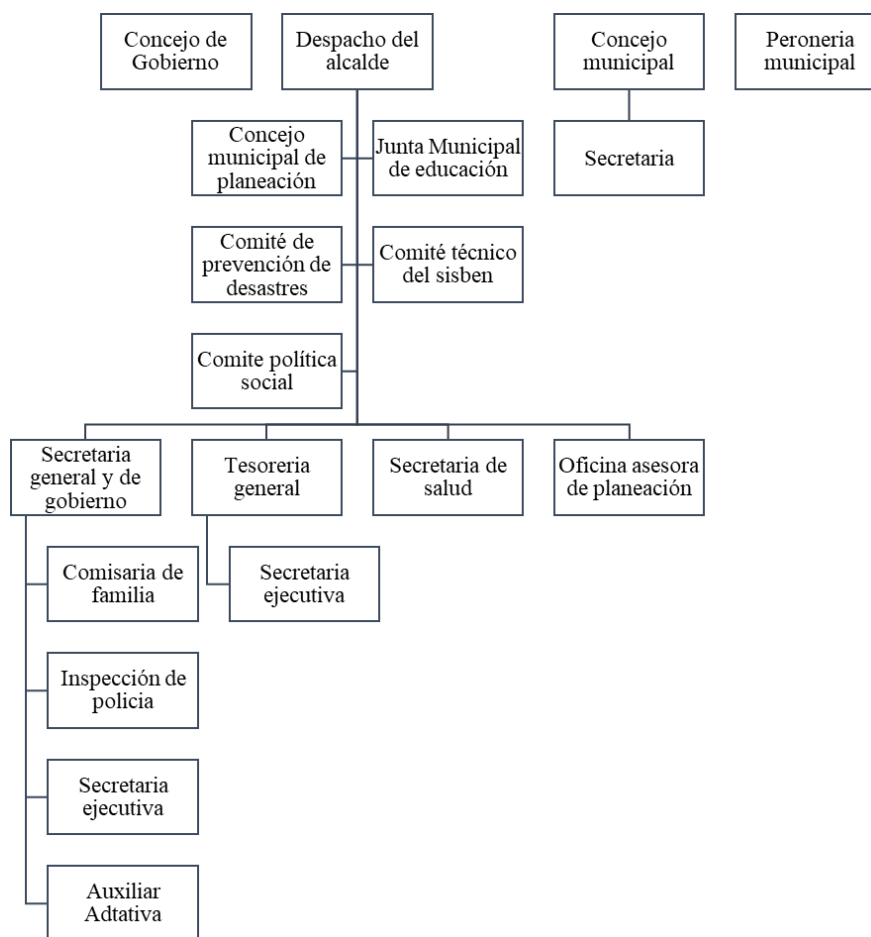 Concejo de
Gobierno
Despacho del
alcalde
Concejo
municipal
Peroneria
municipal
Concejo
municipal de
planeación
Junta Municipal
de educación
Secretaria
Comité de
prevención de
desastres
Comité técnico
del sisben
Comite política
social
Secretaria
general y de
gobierno
Tesoreria
general
Secretaria de
salud
Oficina asesora
de planeación
Comisaria de
familia
Secretaria
ejecutiva
Inspección de
policia
Secretaria
ejecutiva
Auxiliar
Adtativa